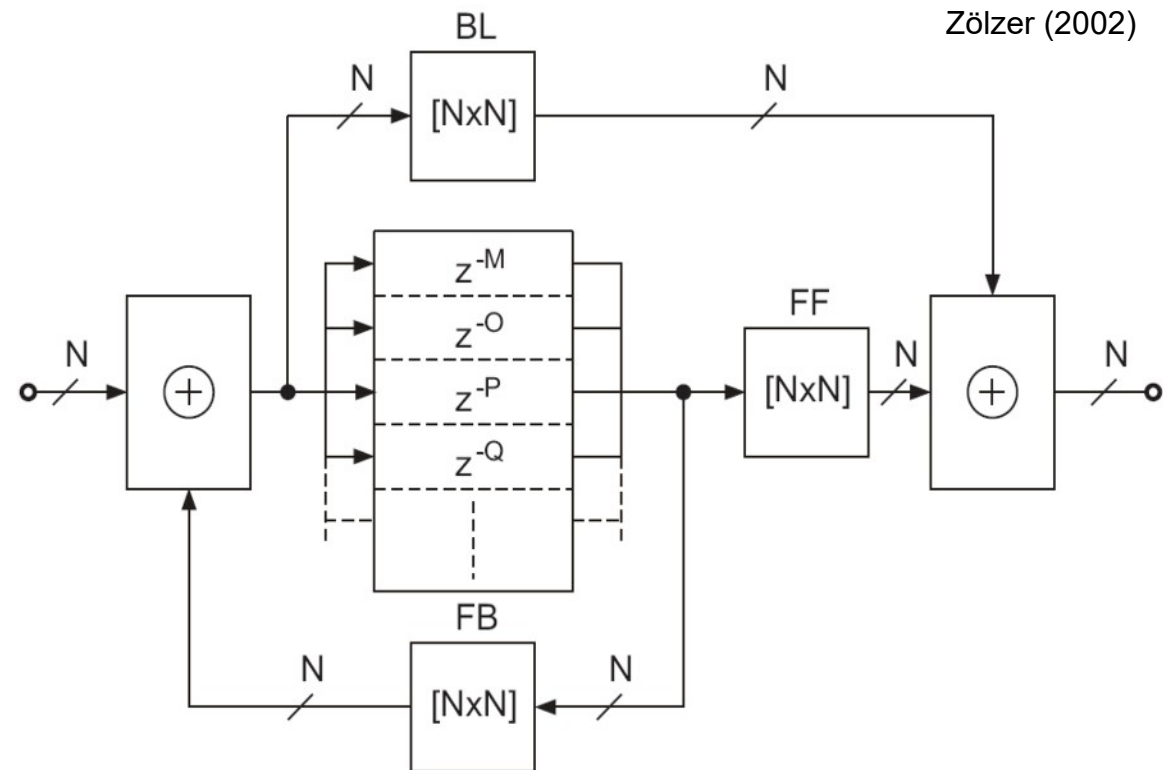 Zölzer (2002)
BL
N
[NxN]
N
z-M
z-O
FF
N
z-P
[NxN]
N
N
z-Q
FB
N
[NxN]
N